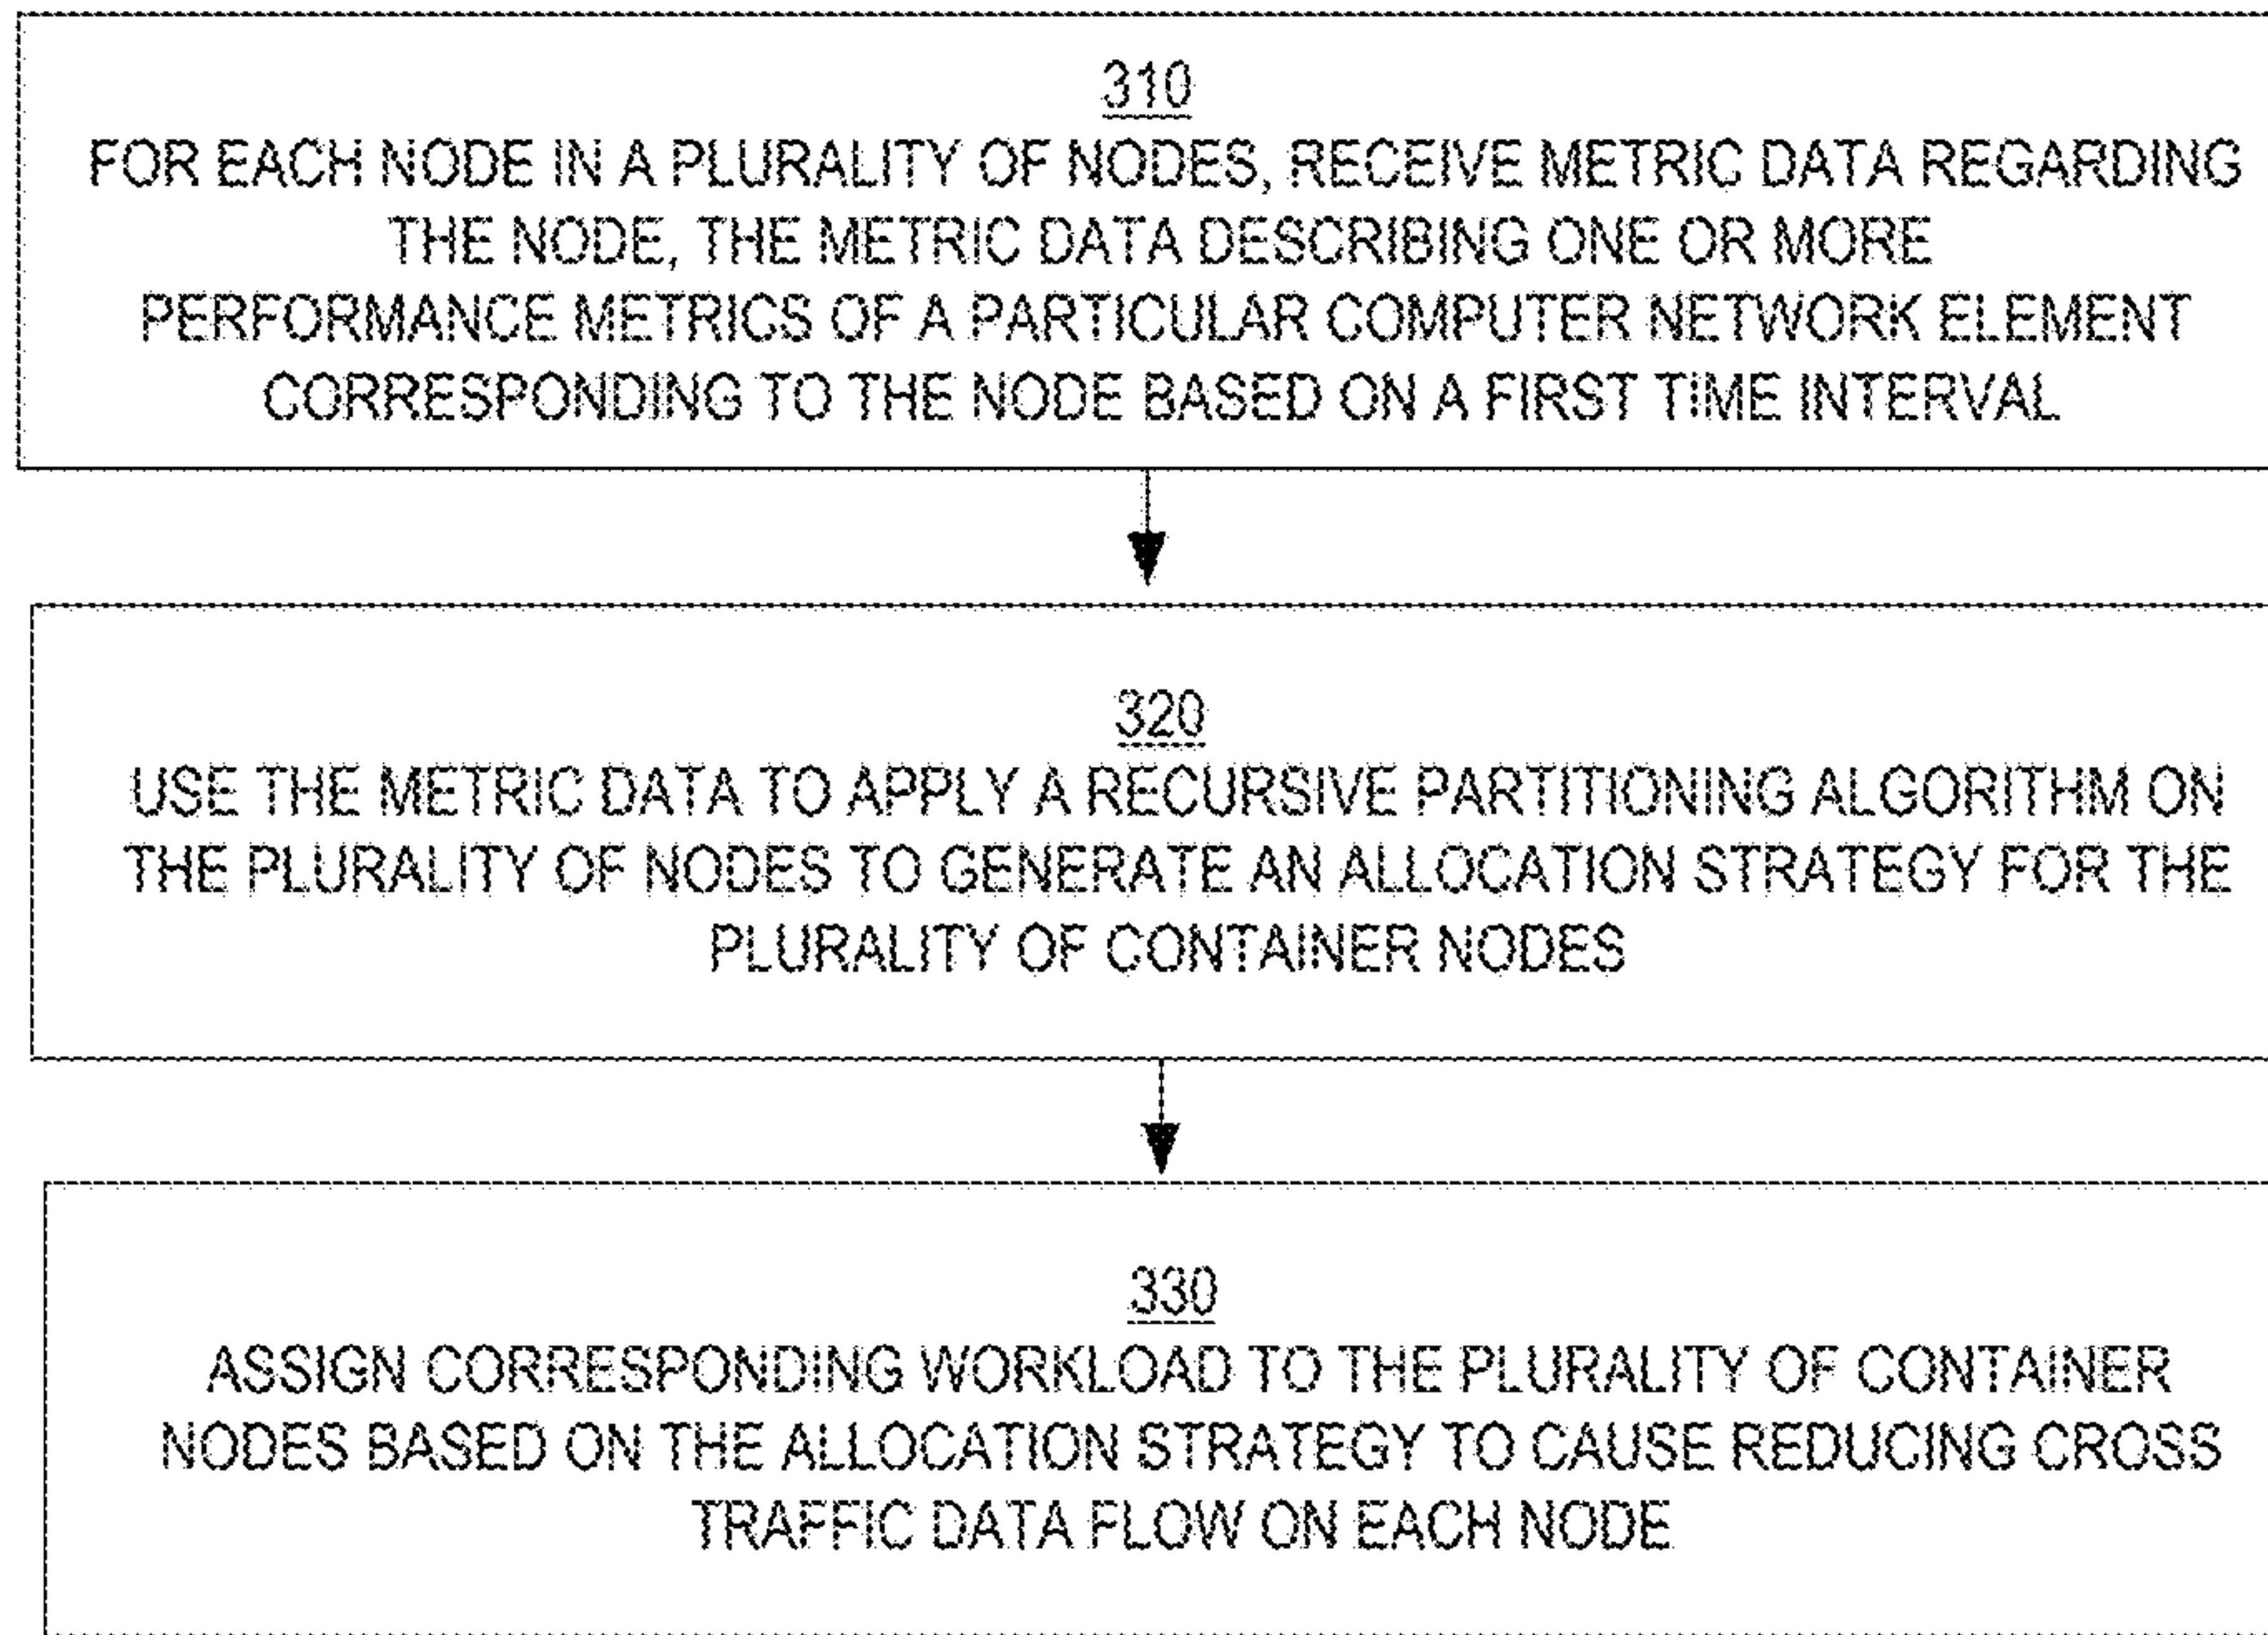 310
FOR EACH NODE IN A PLURALITY OF NODES, RECEIVE METRIC DATA REGARDING
THE NODE, THE METRIC DATA DESCRIBING ONE OR MORE
PERFORMANCE METRICS OF A PARTICULAR COMPUTER NETWORK ELEMENT
CORRESPONDING TO THE NODE BASED ON A FIRST TIME INTERVAL
320
USE THE METRIC DATA TO APPLY A RECURSIVE PARTITIONING ALGORITHM ON
THE PLURALITY OF NODES TO GENERATE AN ALLOCATION STRATEGY FOR THE
PLURALITY OF CONTAINER NODES
330
ASSIGN CORRESPONDING WORKLOAD TO THE PLURALITY OF CONTAINER
NODES BASED ON THE ALLOCATION STRATEGY TO CAUSE REDUCING CROSS
TRAFFIC DATA FLOW ON EACH NODE